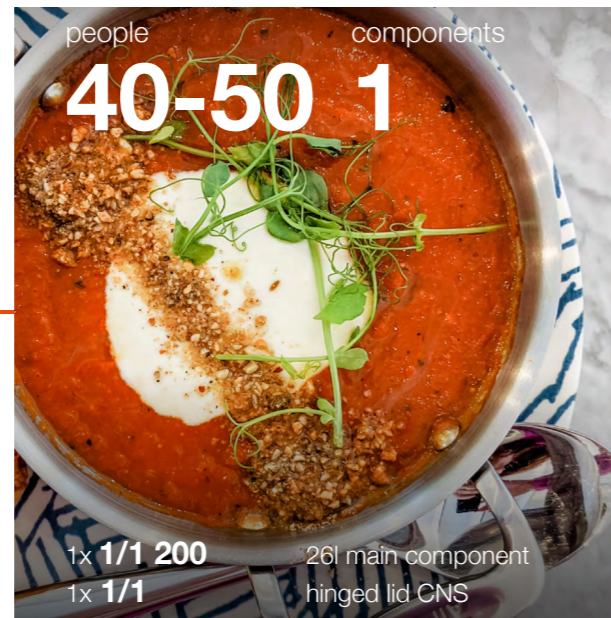 people components
40-50 1
1x 1/1 200 26l main component
1x 1/1 hinged lid CNS